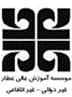 موسسه آموزش عالی عطار
غیر دولتی - غیر انتفاعی